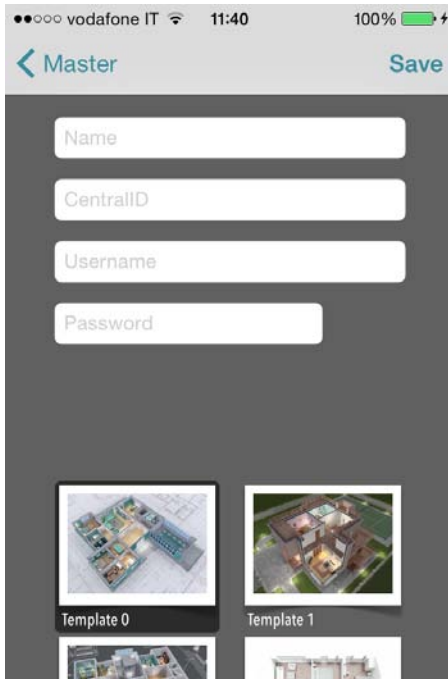 vodafone IT 11:40 100%
Master Save
Name
CentralID
Username
Password
Template 0 Template 1